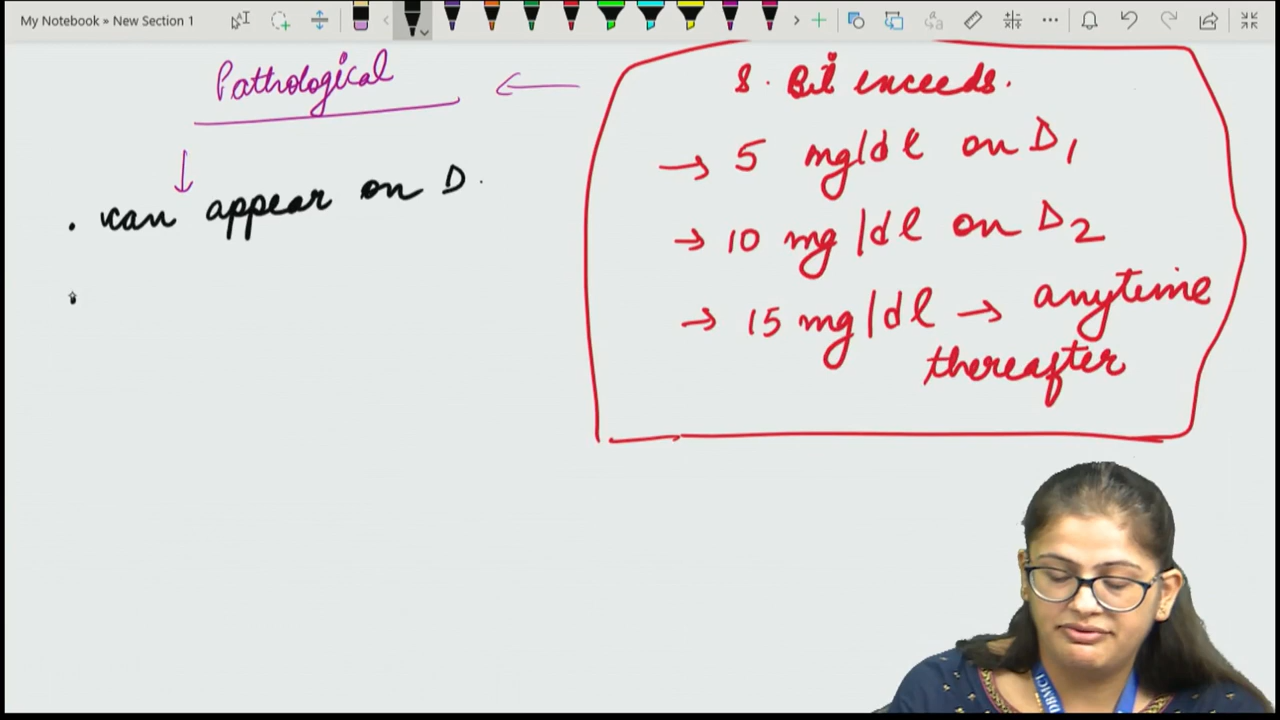 My Notebook » New Section 1
Pathological ←
↓
. can appear on D.
S. Bil exceeds.
→ 5 mg/dl on D1
→ 10 mg/dl on D2
→ 15 mg/dl → anytime
thereafter
DBMCI